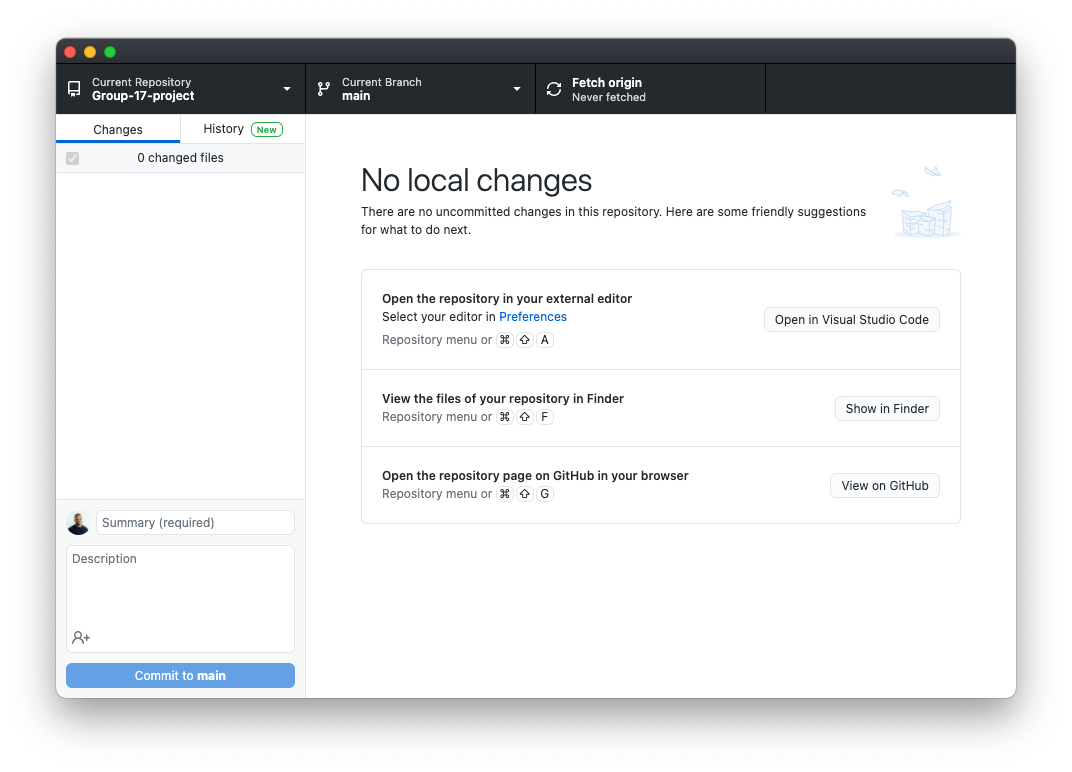 Current Repository
Group-17-project
Current Branch
main
Fetch origin
Never fetched
Changes
History New
0 changed files
No local changes
There are no uncommitted changes in this repository. Here are some friendly suggestions
for what to do next.
Open the repository in your external editor
Select your editor in Preferences
Repository menu or ⌘ ⇧ A
Open in Visual Studio Code
View the files of your repository in Finder
Repository menu or ⌘ ⇧ F
Show in Finder
Open the repository page on GitHub in your browser
Repository menu or ⌘ ⇧ G
View on GitHub
Summary (required)
Description
Commit to main